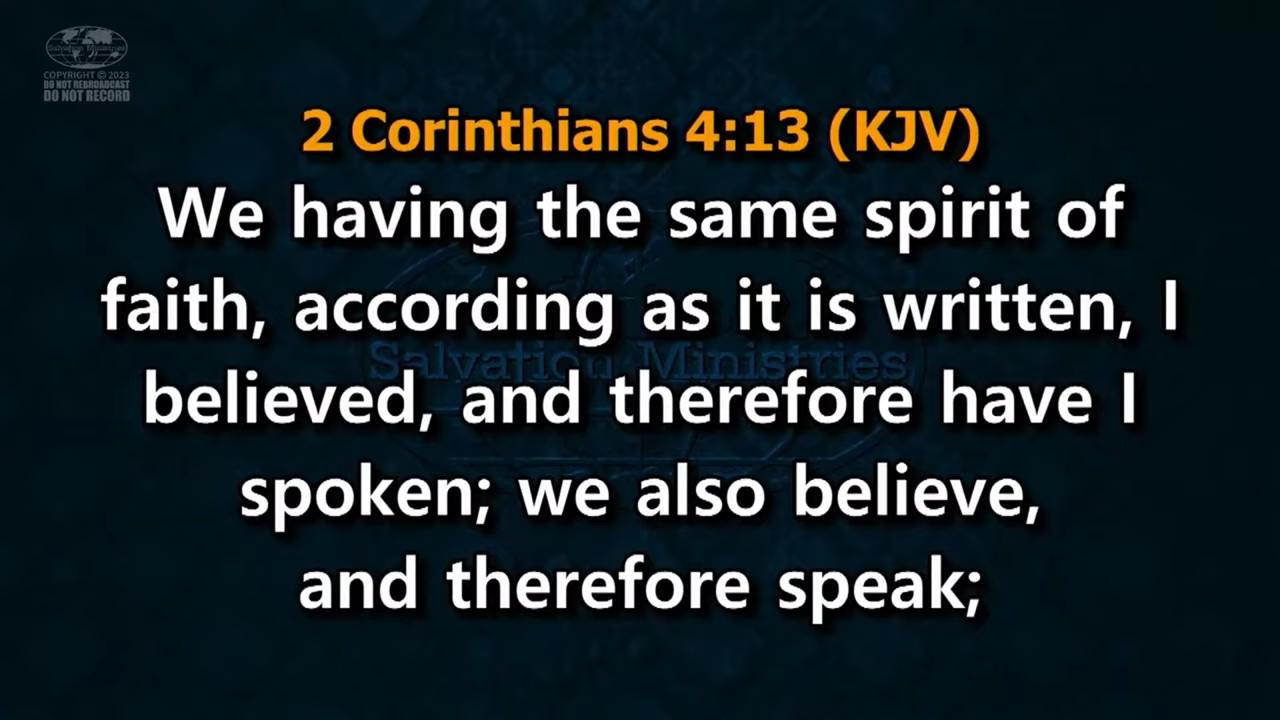 Salvation Ministries
COPYRIGHT © 2023
DO NOT REBROADCAST
DO NOT RECORD
2 Corinthians 4:13 (KJV)
We having the same spirit of
faith, according as it is written, I
Salvation Ministries
believed, and therefore have I
spoken; we also believe,
and therefore speak;